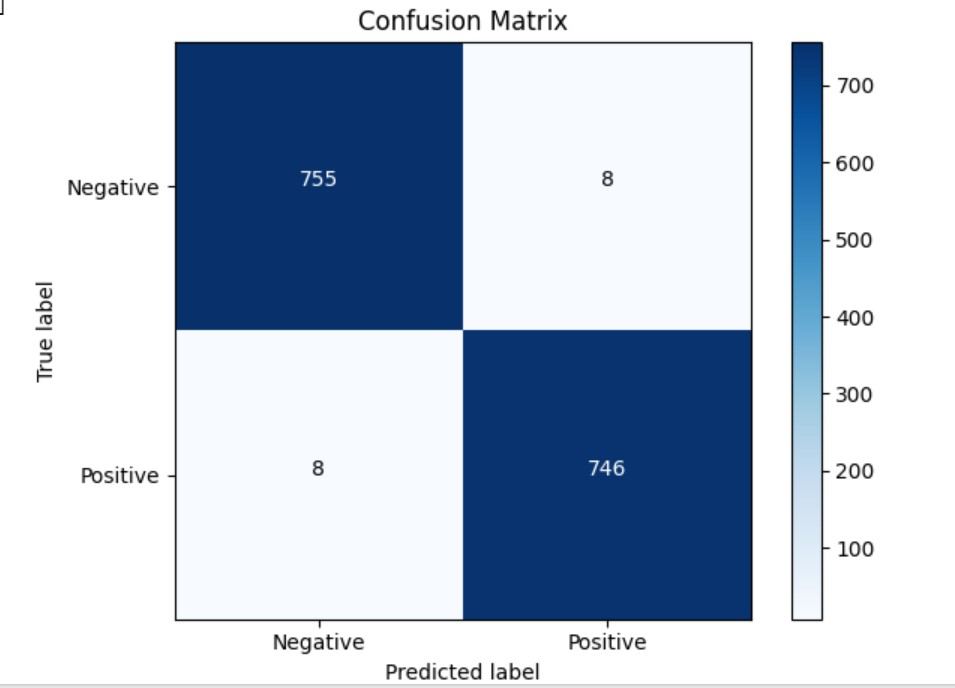 Confusion Matrix
Negative
755
8
Positive
8
746
True label
Negative
Positive
Predicted label
700
600
500
400
300
200
100